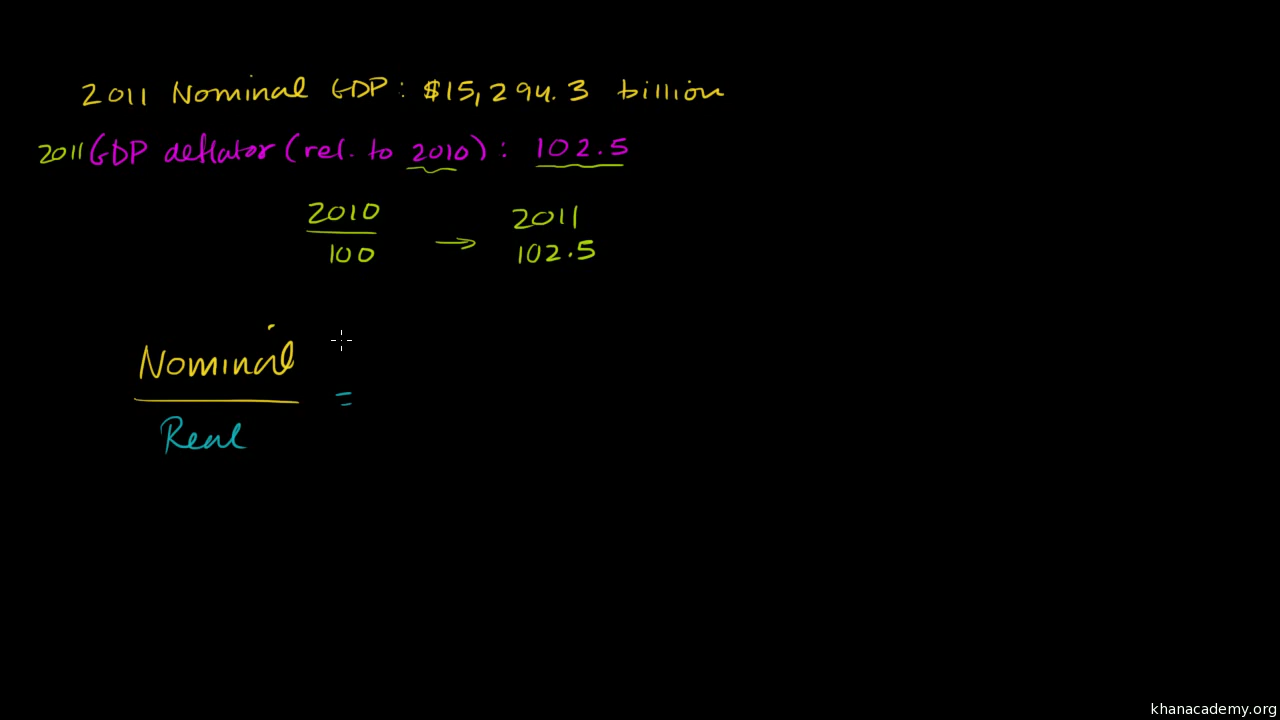 2011 Nominal GDP: $15,294.3 billion
2011 GDP deflator (rel. to 2010): 102.5
2010 → 2011
100 102.5
Nominal
Real =
khanacademy.org